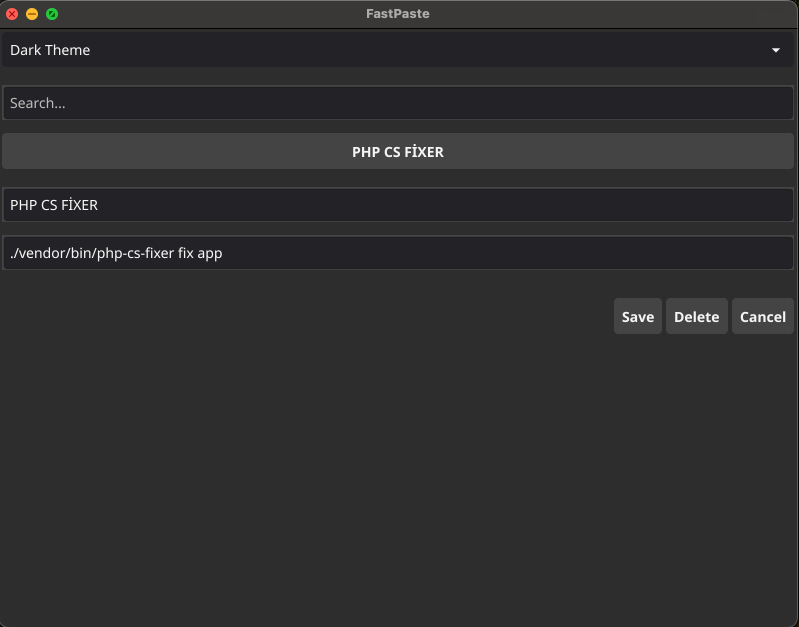 FastPaste
Dark Theme
Search...
PHP CS FİXER
PHP CS FİXER
./vendor/bin/php-cs-fixer fix app
Save Delete Cancel